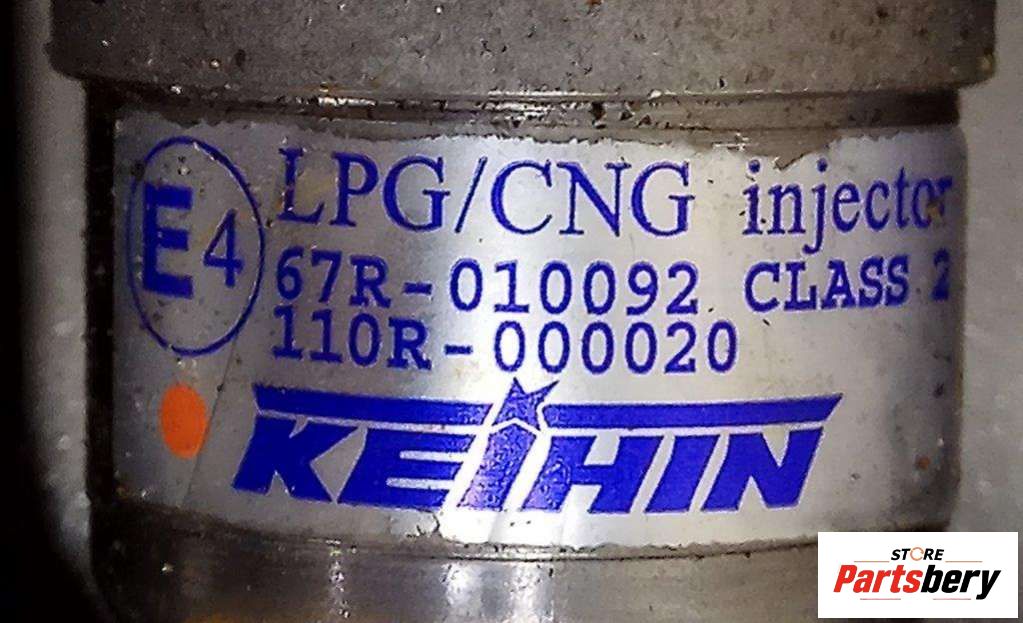 E4
LPG/CNG injector
67R-010092 CLASS 2
110R-000020
KEIHIN
STORE
Partsbery